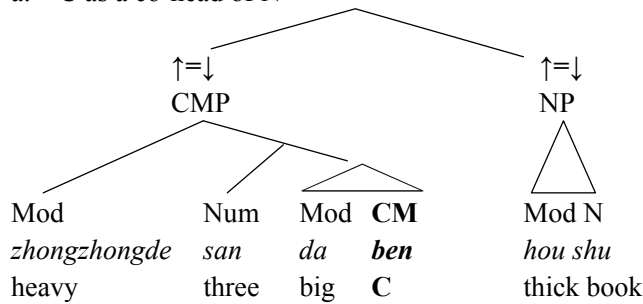 a. C as a co-head of N
↑=↓ ↑=↓
CMP NP
Mod Num Mod CM Mod N
zhongzhongde san da ben hou shu
heavy three big C thick book